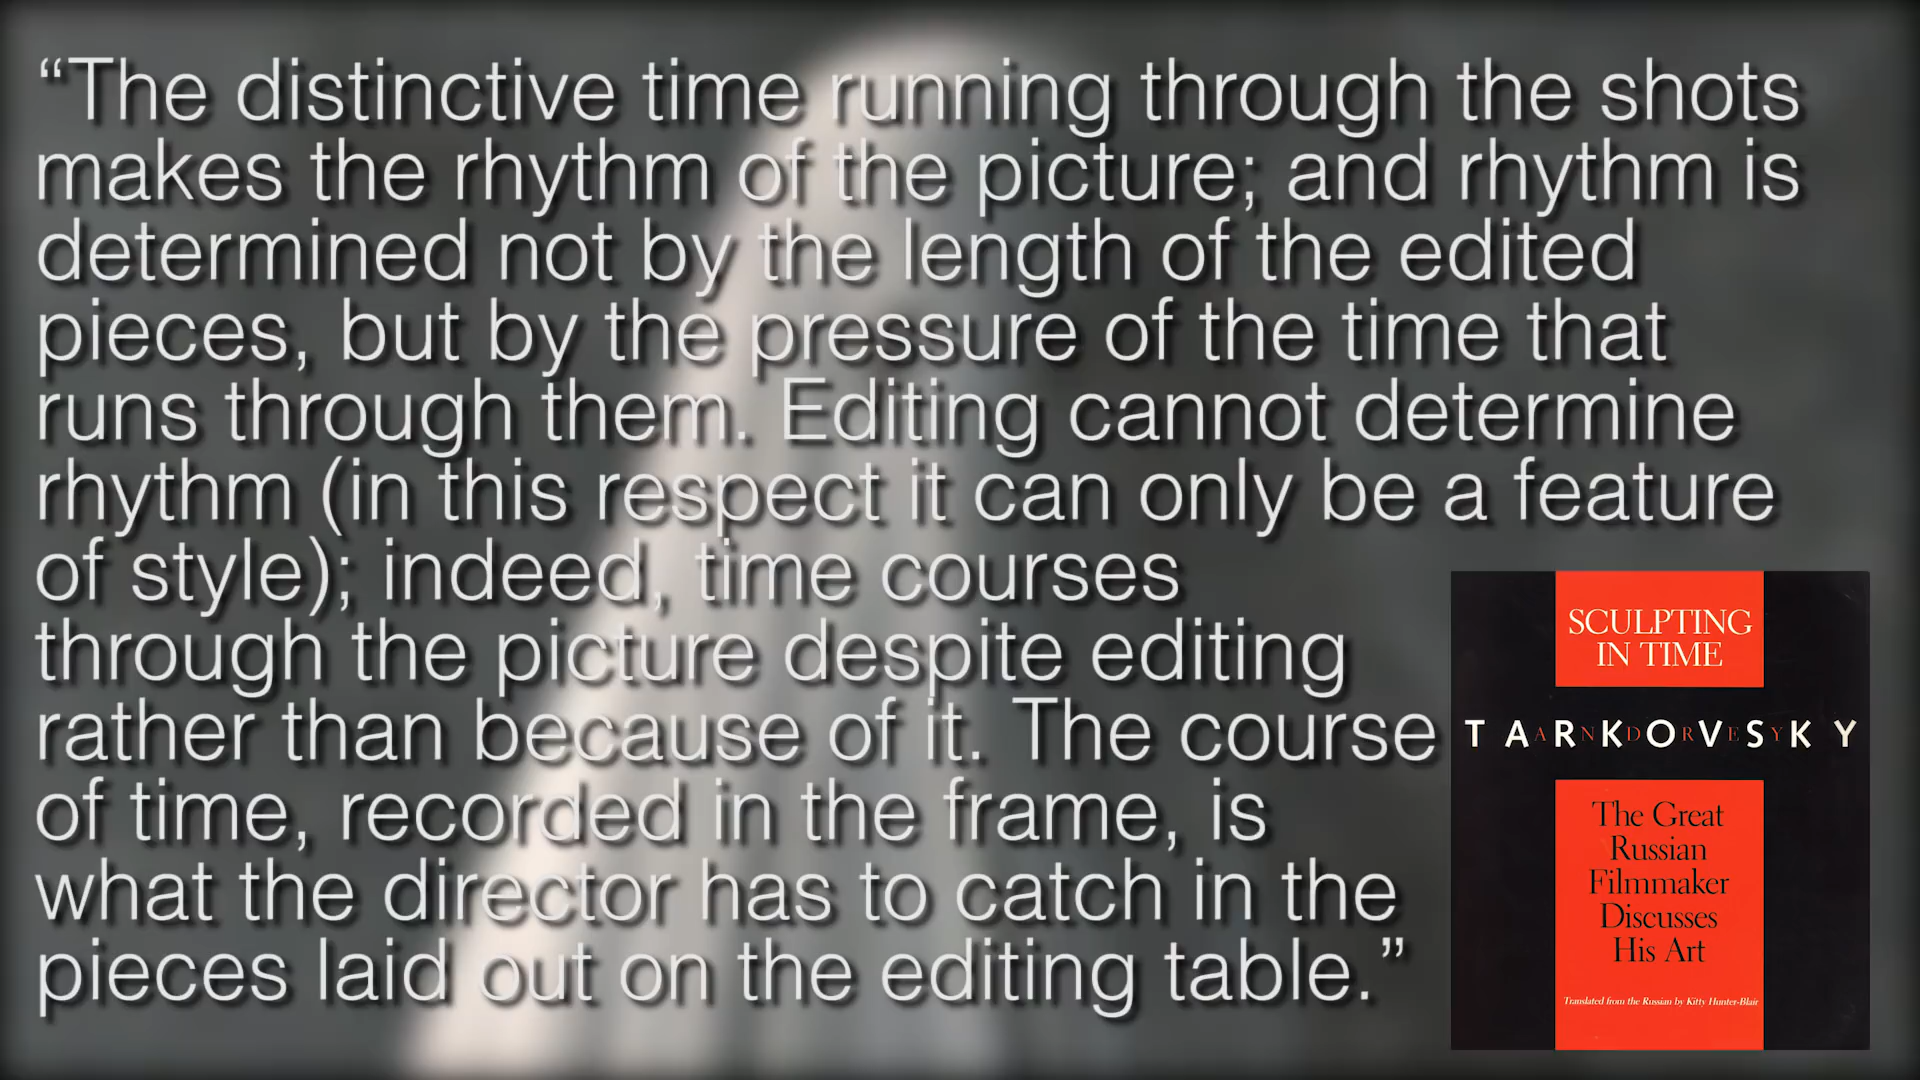 “The distinctive time running through the shots
makes the rhythm of the picture; and rhythm is
determined not by the length of the edited
pieces, but by the pressure of the time that
runs through them. Editing cannot determine
rhythm (in this respect it can only be a feature
of style); indeed, time courses
through the picture despite editing
rather than because of it. The course
of time, recorded in the frame, is
what the director has to catch in the
pieces laid out on the editing table.”
SCULPTING
IN TIME
ANDREY
TARKOVSKY
The Great
Russian
Filmmaker
Discusses
His Art
Translated from the Russian by Kitty Hunter-Blair